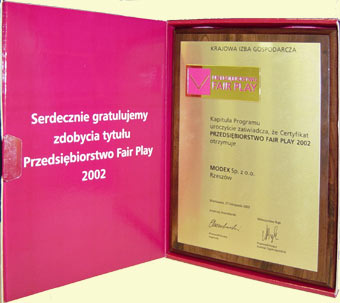 Serdecznie gratulujemy
zdobycia tytułu
Przedsiębiorstwo Fair Play
2002
KRAJOWA IZBA GOSPODARCZA
FAIR PLAY
Kapituła Programu
uroczyście zaświadcza, że Certyfikat
PRZEDSIĘBIORSTWO FAIR PLAY 2002
otrzymuje
MODEX Sp. z o.o.
Rzeszów